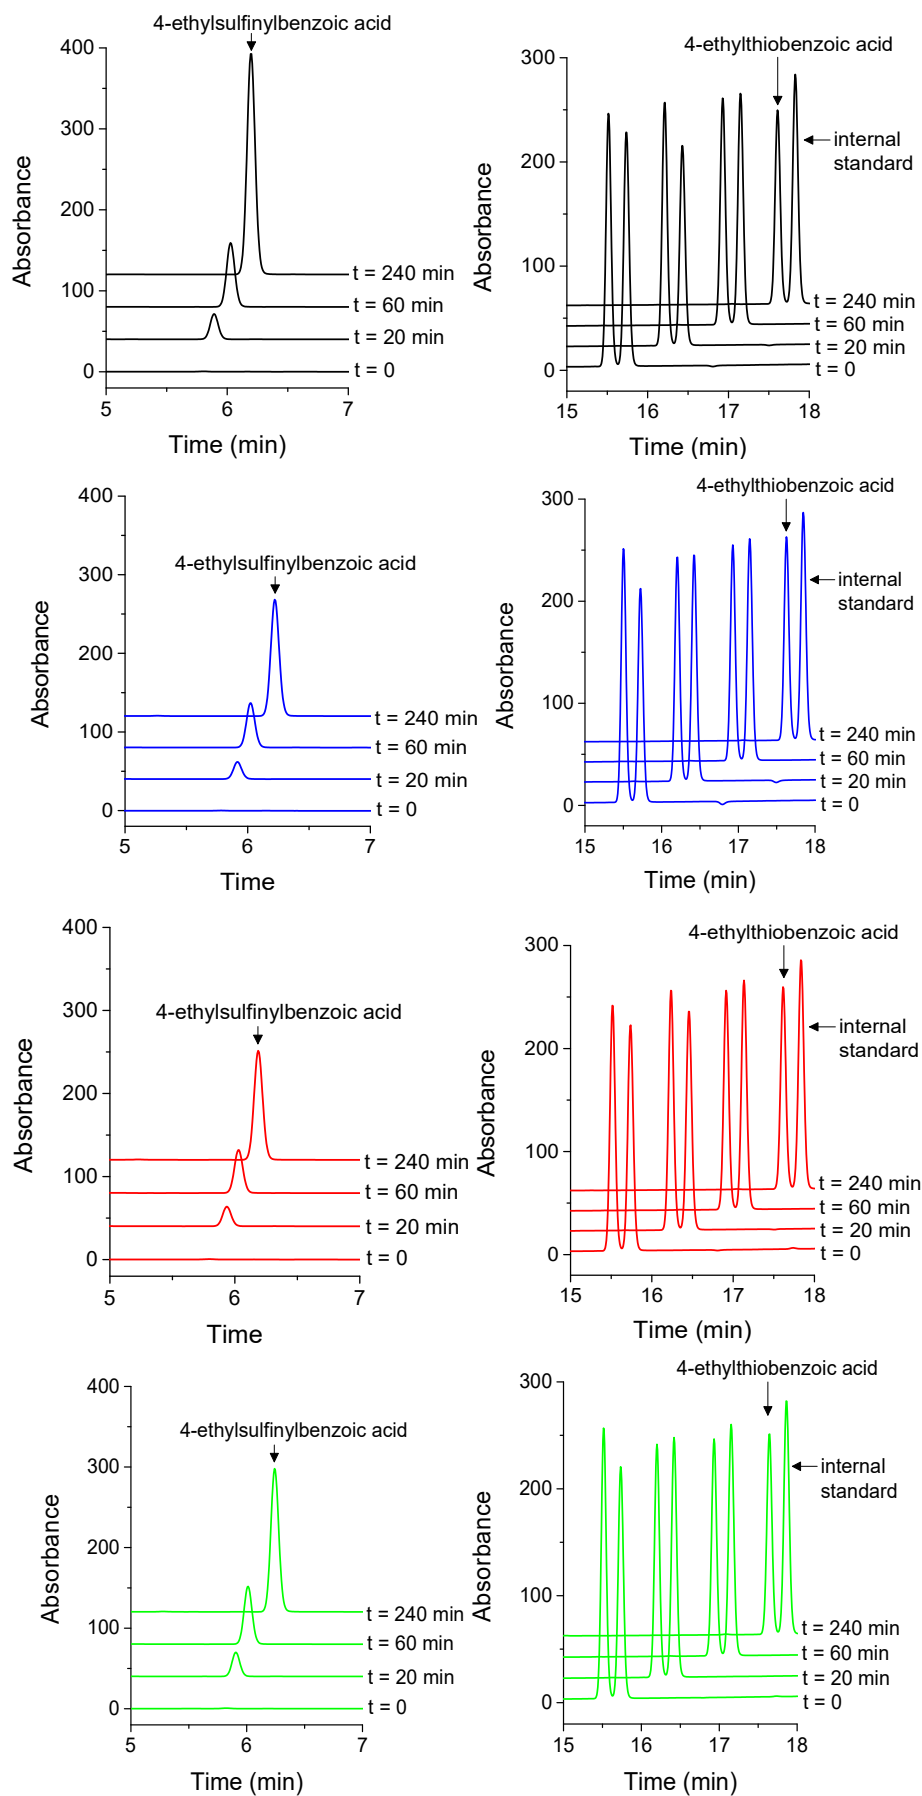 4-ethylsulfinylbenzoic acid
400
300
200
100
0
Absorbance
t = 240 min
t = 60 min
t = 20 min
t = 0
5
6
7
Time (min)
4-ethylthiobenzoic acid
300
200
100
0
Absorbance
internal
standard
t = 240 min
t = 60 min
t = 20 min
t = 0
15
16
17
18
Time (min)
400
300
200
100
0
Absorbance
4-ethylsulfinylbenzoic acid
t = 240 min
t = 60 min
t = 20 min
t = 0
5
6
7
Time
4-ethylthiobenzoic acid
300
200
100
0
Absorbance
internal
standard
t = 240 min
t = 60 min
t = 20 min
t = 0
15
16
17
18
Time (min)
400
300
200
100
0
Absorbance
4-ethylsulfinylbenzoic acid
t = 240 min
t = 60 min
t = 20 min
t = 0
5
6
7
Time
4-ethylthiobenzoic acid
300
200
100
0
Absorbance
internal
standard
t = 240 min
t = 60 min
t = 20 min
t = 0
15
16
17
18
Time (min)
400
300
200
100
0
Absorbance
4-ethylsulfinylbenzoic acid
t = 240 min
t = 60 min
t = 20 min
t = 0
5
6
7
Time (min)
4-ethylthiobenzoic acid
300
200
100
0
Absorbance
internal
standard
t = 240 min
t = 60 min
t = 20 min
t = 0
15
16
17
18
Time (min)